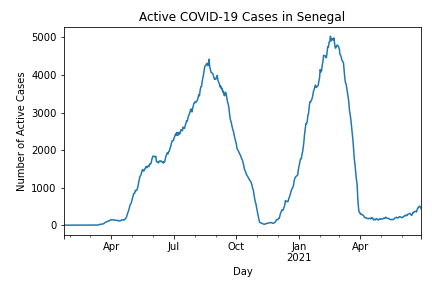 Active COVID-19 Cases in Senegal
Number of Active Cases
5000
4000
3000
2000
1000
0
Apr
Jul
Oct
Jan
2021
Apr
Day